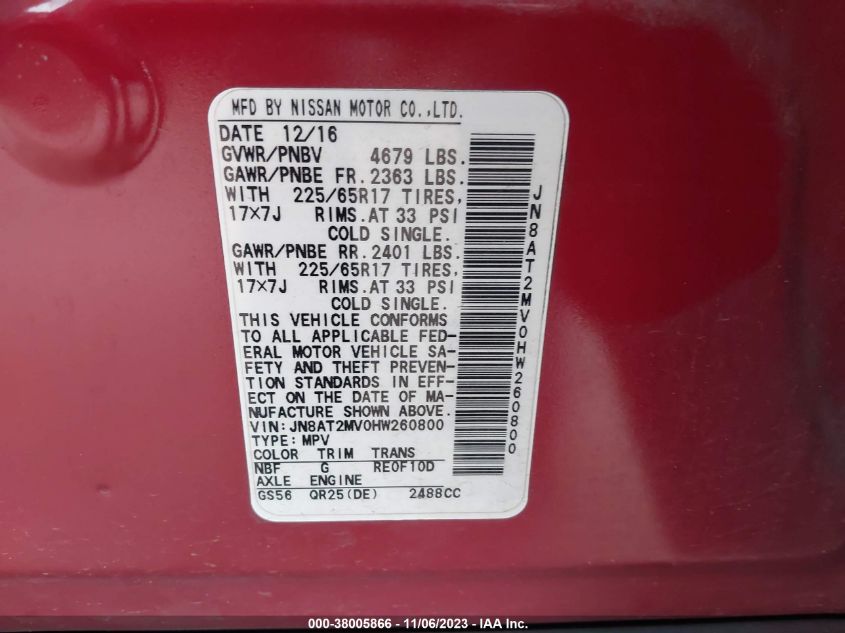 MFD BY NISSAN MOTOR CO.,LTD.
DATE 12/16
GVWR/PNBV 4679 LBS.
GAWR/PNBE FR. 2363 LBS.
WITH 225/65R17 TIRES,
17×7J RIMS. AT 33 PSI
COLD SINGLE.
GAWR/PNBE RR. 2401 LBS.
WITH 225/65R17 TIRES,
17×7J RIMS. AT 33 PSI
COLD SINGLE.
THIS VEHICLE CONFORMS
TO ALL APPLICABLE FED-
ERAL MOTOR VEHICLE SA-
FETY AND THEFT PREVEN-
TION STANDARDS IN EFF-
ECT ON THE DATE OF MA-
NUFACTURE SHOWN ABOVE.
VIN:JN8AT2MV0HW260800
TYPE:MPV
COLOR TRIM TRANS
NBF G RE0F10D
AXLE ENGINE
GS56 QR25(DE) 2488CC
JN8AT2MV0HW260800
000-38005866 - 11/06/2023 - IAA Inc.